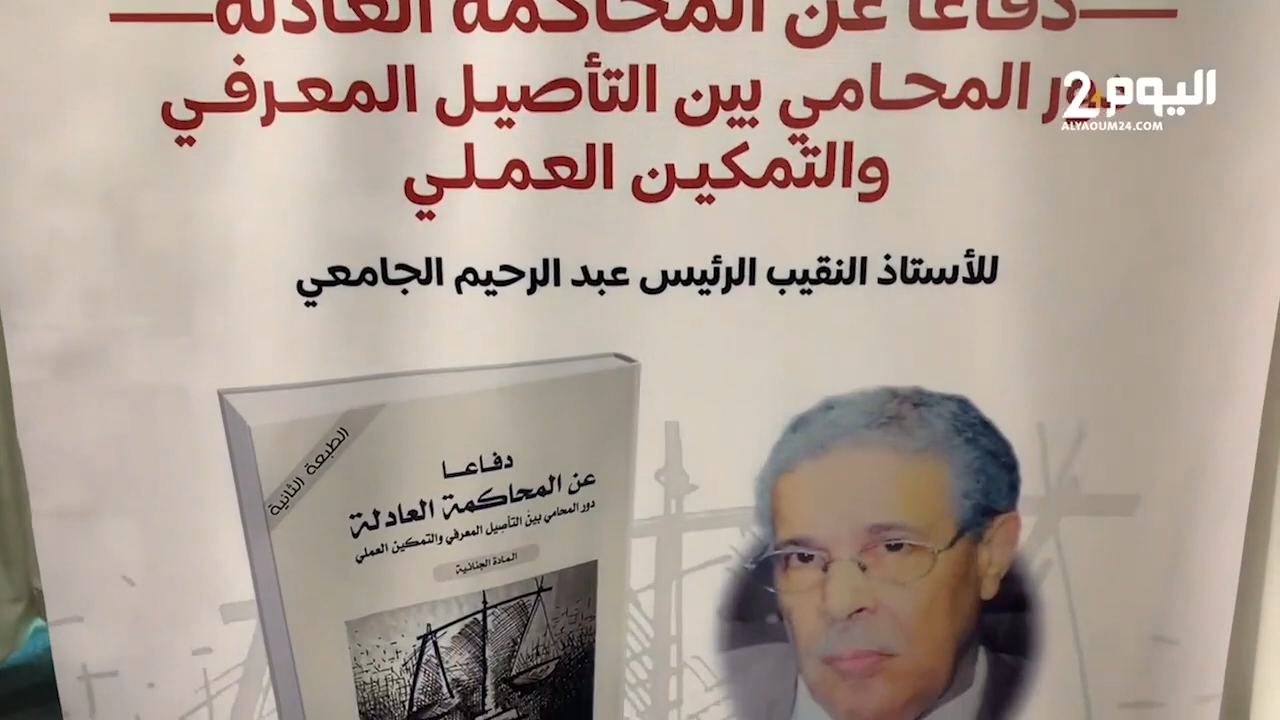 دفاعا عن المحاكمة العادلة
دور المحامي بين التأصيل المعرفي
والتمكين العملي
للأستاذ النقيب الرئيس عبد الرحيم الجامعي
الطبعة الثانية
دفاعا
عن المحاكمة العادلة
دور المحامي بين التأصيل المعرفي والتمكين العملي
المادة الجنائية
اليوم 24
ALYAOUM24.COM